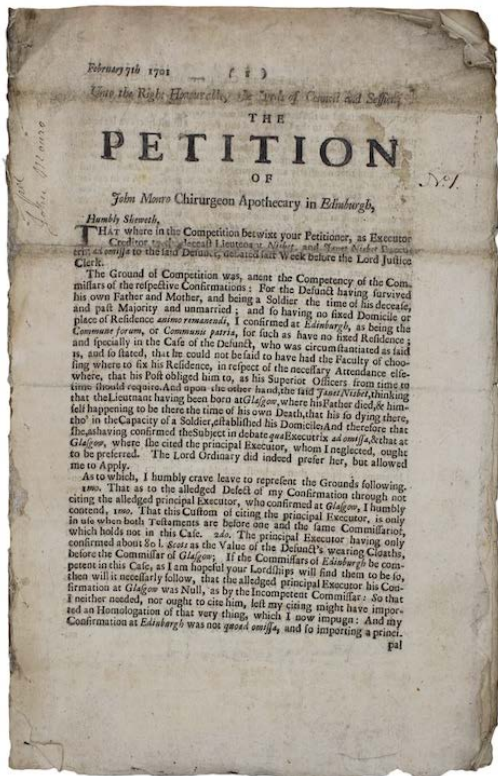 February 7th 1701 ( 1 )
Unto the Right Honourable, the Lords of Council and Session,
THE
PETITION
OF
John Monro Chirurgeon Apothecary in Edinburgh,
Humbly Sheweth,
THAT where in the Competition betwixt your Petitioner, as Executor
Creditor to deceast Lieutenant Nisbet, and Janet Nisbet Execu-
trix ad omissa to the said Defunct, debated last Week before the Lord Justice
Clerk.
The Ground of Competition was, anent the Competency of the Com-
missars of the respective Confirmations: For the Defunct having survived
his own Father and Mother, and being a Soldier the time of his decease,
and past Majority and unmarried; and so having no fixed Domicile or
place of Residence animo remanendi, I confirmed at Edinburgh, as being the
Commune forum, or Communis patria, for such as have no fixed Residence;
and specially in the Case of the Defunct, who was circumstantiated as said
is, and so stated, that he could not be said to have had the Faculty of choo-
sing where to fix his Residence, in respect of the necessary Attendance else-
where, that his Post obliged him to, as his Superior Officers from time to
time should require. And upon the other hand, the said Janet Nisbet, thinking
that the Lieutnant having been born at Glasgow, where his Father died, & him-
self happening to be there the time of his own Death, that his so dying there,
tho' in the Capacity of a Soldier, established his Domicile; And therefore that
she, as having confirmed the Subject in debate qua Executrix ad omissa, & that at
Glasgow, where she cited the principal Executor, whom I neglected, ought
to be preferred. The Lord Ordinary did indeed prefer her, but allowed
me to Apply.
As to which, I humbly crave leave to represent the Grounds following.
1mo. That as to the alledged Defect of my Confirmation through not
citing the alledged principal Executor, who confirmed at Glasgow, I humbly
contend, 1mo. That this Custom of citing the principal Executor, is only
in use when both Testaments are before one and the same Commissariot,
which holds not in this Case. 2do. The principal Executor having only
confirmed about 80 l. Scots as the Value of the Defunct's wearing Cloaths,
before the Commissar of Glasgow; If the Commissars of Edinburgh be com-
petent in this Case, as I am hopeful your Lordships will find them to be so,
then will it necessarly follow, that the alledged principal Executor his Con-
firmation at Glasgow was Null, as by the Incompetent Commissar: So that
I neither needed, nor ought to cite him, lest my citing might have impor-
ted an Homologation of that very thing, which I now impugn: And my
Confirmation at Edinburgh was not quoad omissa, and so importing a princi-
pal
John Monro
No 1.